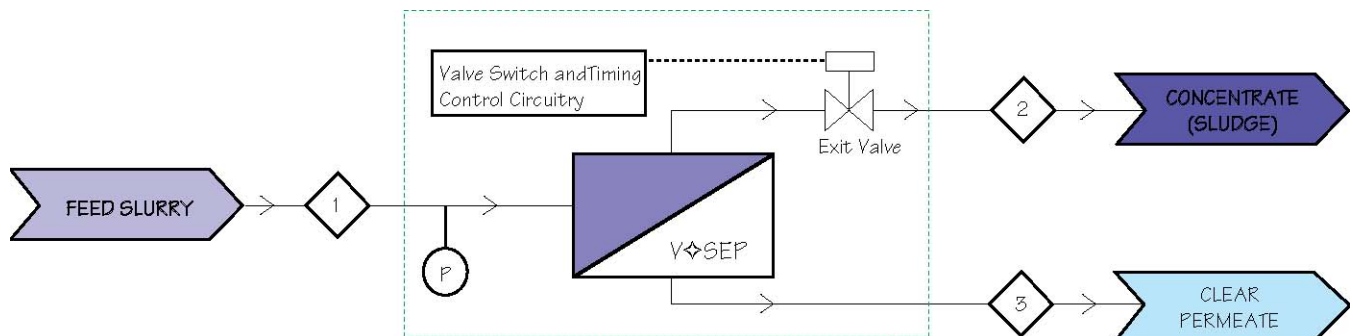 Valve Switch andTiming
Control Circuitry
Exit Valve
2
CONCENTRATE
(SLUDGE)
FEED SLURRY
1
P
V✧SEP
3
CLEAR
PERMEATE